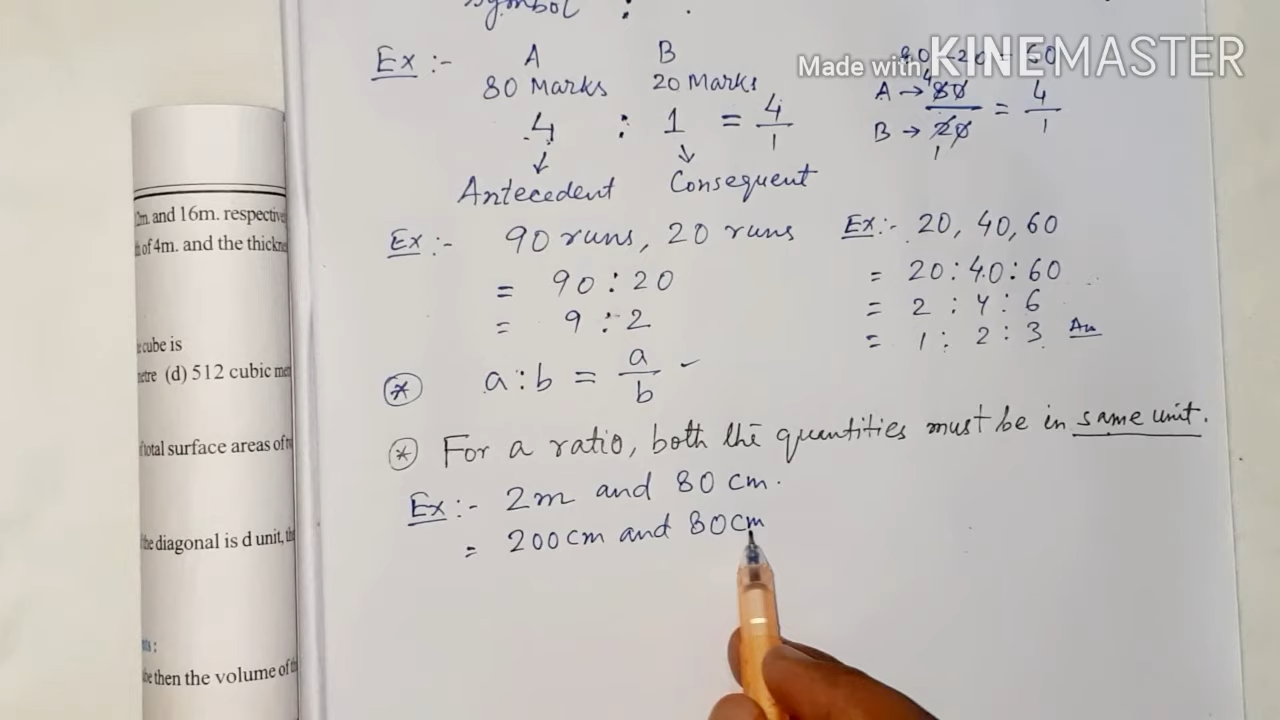 symbol :
Made with KINEMASTER
Ex :- A B
80 Marks 20 Marks
4 : 1 = 4/1
A → 80
B → 20 = 4/1
Antecedent Consequent
Ex :- 90 runs, 20 runs
= 90 : 20
= 9 : 2
Ex :- 20, 40, 60
= 20 : 40 : 60
= 2 : 4 : 6
= 1 : 2 : 3 An
* a : b = a/b
* For a ratio, both the quantities must be in same unit.
Ex :- 2m and 80 cm.
= 200 cm and 80 cm
m. and 16m. respective
of 4m. and the thickn
cube is
metre (d) 512 cubic me
total surface areas of
the diagonal is d unit, th
be then the volume of